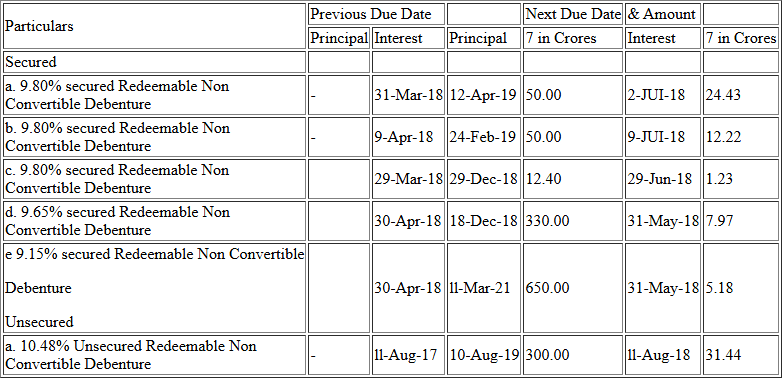 Particulars Previous Due Date Next Due Date & Amount
Principal Interest Principal 7 in Crores Interest 7 in Crores
Secured
a. 9.80% secured Redeemable Non
Convertible Debenture - 31-Mar-18 12-Apr-19 50.00 2-JUI-18 24.43
b. 9.80% secured Redeemable Non
Convertible Debenture - 9-Apr-18 24-Feb-19 50.00 9-JUI-18 12.22
c. 9.80% secured Redeemable Non
Convertible Debenture 29-Mar-18 29-Dec-18 12.40 29-Jun-18 1.23
d. 9.65% secured Redeemable Non
Convertible Debenture 30-Apr-18 18-Dec-18 330.00 31-May-18 7.97
e 9.15% secured Redeemable Non Convertible
Debenture 30-Apr-18 ll-Mar-21 650.00 31-May-18 5.18
Unsecured
a. 10.48% Unsecured Redeemable Non
Convertible Debenture - ll-Aug-17 10-Aug-19 300.00 ll-Aug-18 31.44